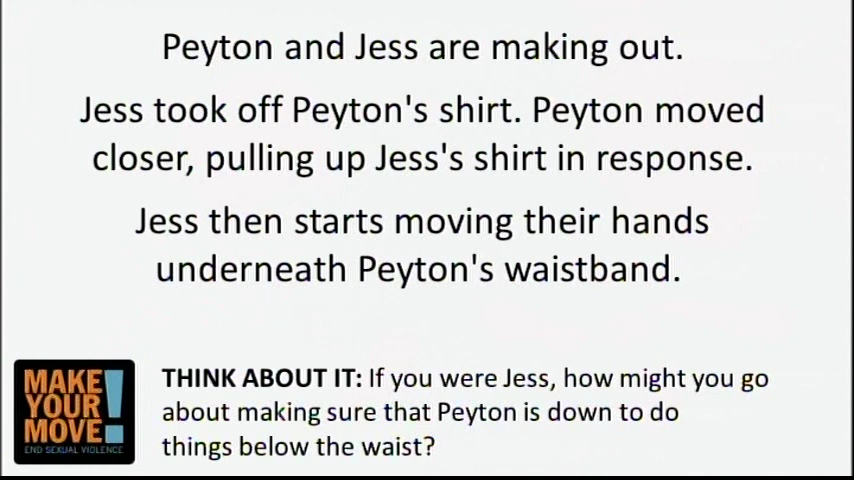 Peyton and Jess are making out.
Jess took off Peyton's shirt. Peyton moved
closer, pulling up Jess's shirt in response.
Jess then starts moving their hands
underneath Peyton's waistband.
MAKE
YOUR
MOVE!
END SEXUAL VIOLENCE
THINK ABOUT IT: If you were Jess, how might you go
about making sure that Peyton is down to do
things below the waist?